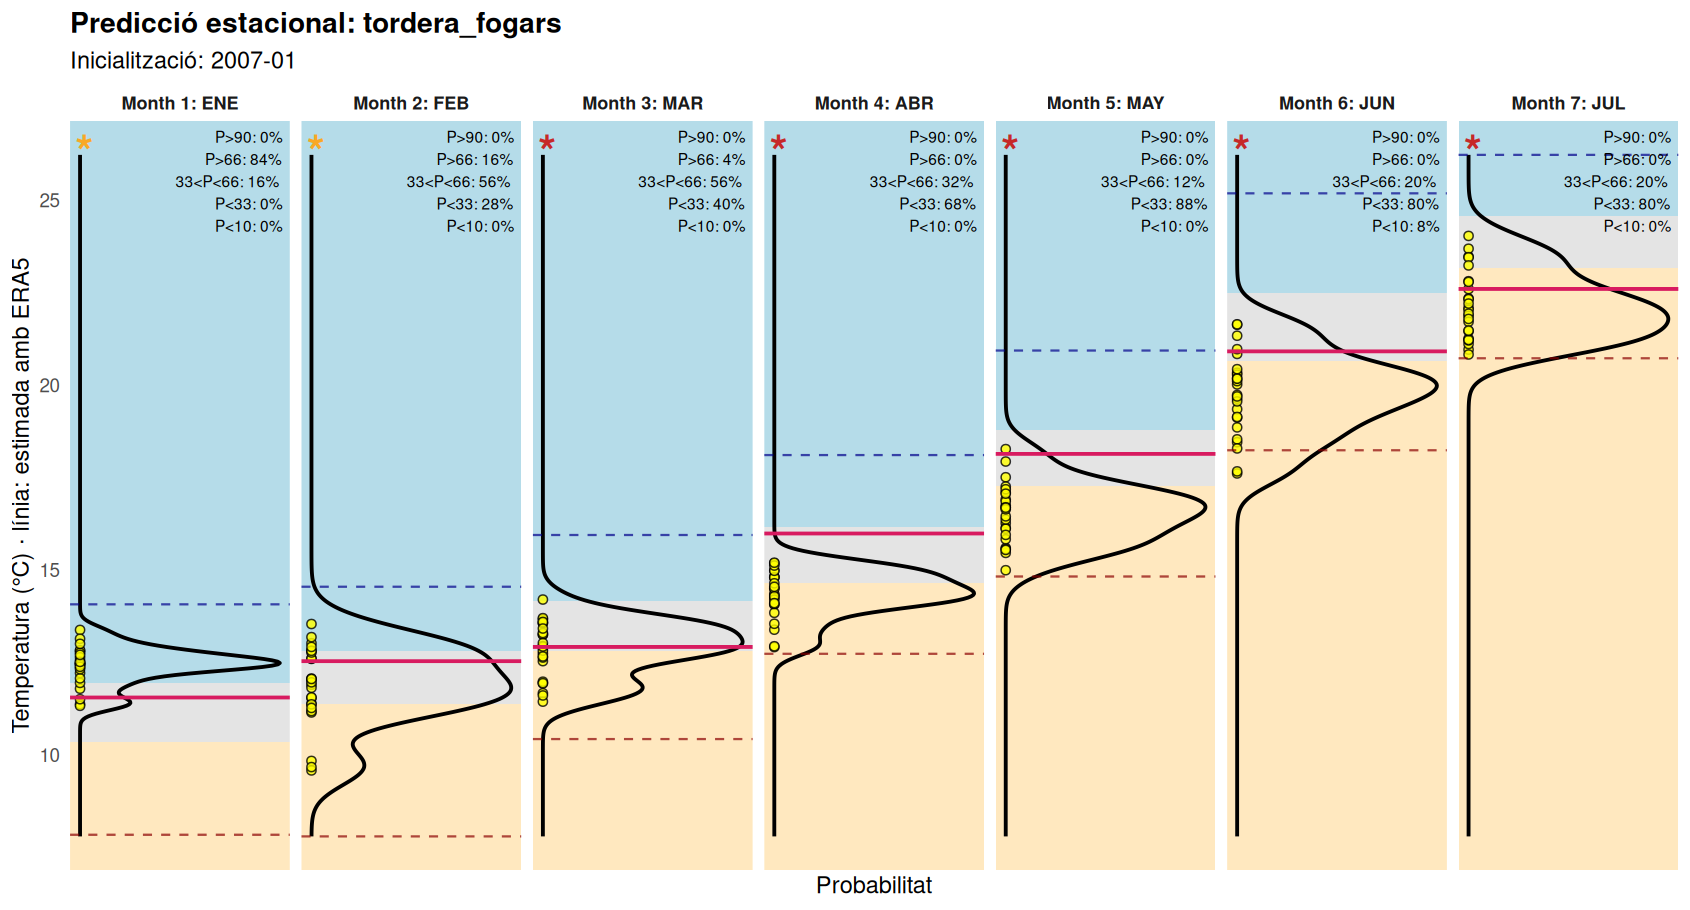 Predicció estacional: tordera_fogars
Inicialització: 2007-01
Month 1: ENE
Month 2: FEB
Month 3: MAR
Month 4: ABR
Month 5: MAY
Month 6: JUN
Month 7: JUL
*
P>90: 0%
P>66: 84%
33<P<66: 16%
P<33: 0%
P<10: 0%
*
P>90: 0%
P>66: 16%
33<P<66: 56%
P<33: 28%
P<10: 0%
*
P>90: 0%
P>66: 4%
33<P<66: 56%
P<33: 40%
P<10: 0%
*
P>90: 0%
P>66: 0%
33<P<66: 32%
P<33: 68%
P<10: 0%
*
P>90: 0%
P>66: 0%
33<P<66: 12%
P<33: 88%
P<10: 0%
*
P>90: 0%
P>66: 0%
33<P<66: 20%
P<33: 80%
P<10: 8%
*
P>90: 0%
P>66: 0%
33<P<66: 20%
P<33: 80%
P<10: 0%
25
20
15
10
Temperatura (°C) · línia: estimada amb ERA5
Probabilitat